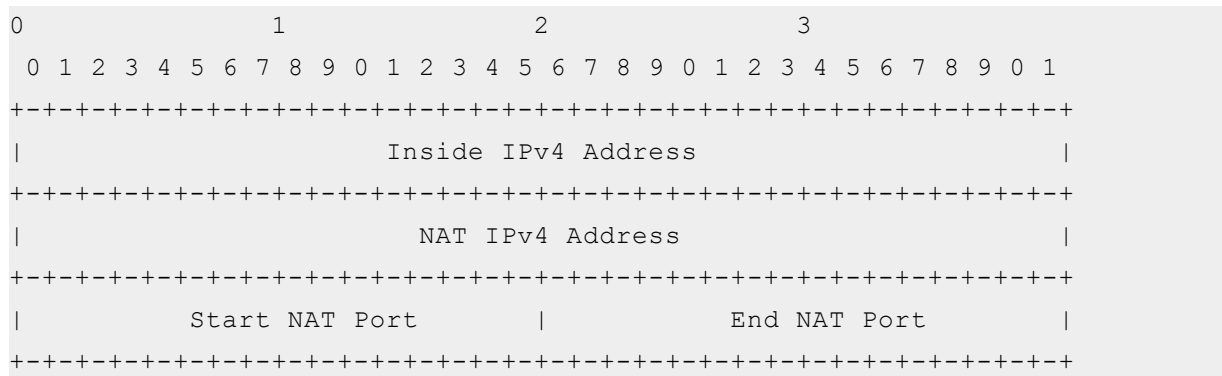 0                   1                   2                   3
 0 1 2 3 4 5 6 7 8 9 0 1 2 3 4 5 6 7 8 9 0 1 2 3 4 5 6 7 8 9 0 1
+-+-+-+-+-+-+-+-+-+-+-+-+-+-+-+-+-+-+-+-+-+-+-+-+-+-+-+-+-+-+-+-+
|                       Inside IPv4 Address                      |
+-+-+-+-+-+-+-+-+-+-+-+-+-+-+-+-+-+-+-+-+-+-+-+-+-+-+-+-+-+-+-+-+
|                         NAT IPv4 Address                       |
+-+-+-+-+-+-+-+-+-+-+-+-+-+-+-+-+-+-+-+-+-+-+-+-+-+-+-+-+-+-+-+-+
|           Start NAT Port       |            End NAT Port        |
+-+-+-+-+-+-+-+-+-+-+-+-+-+-+-+-+-+-+-+-+-+-+-+-+-+-+-+-+-+-+-+-+